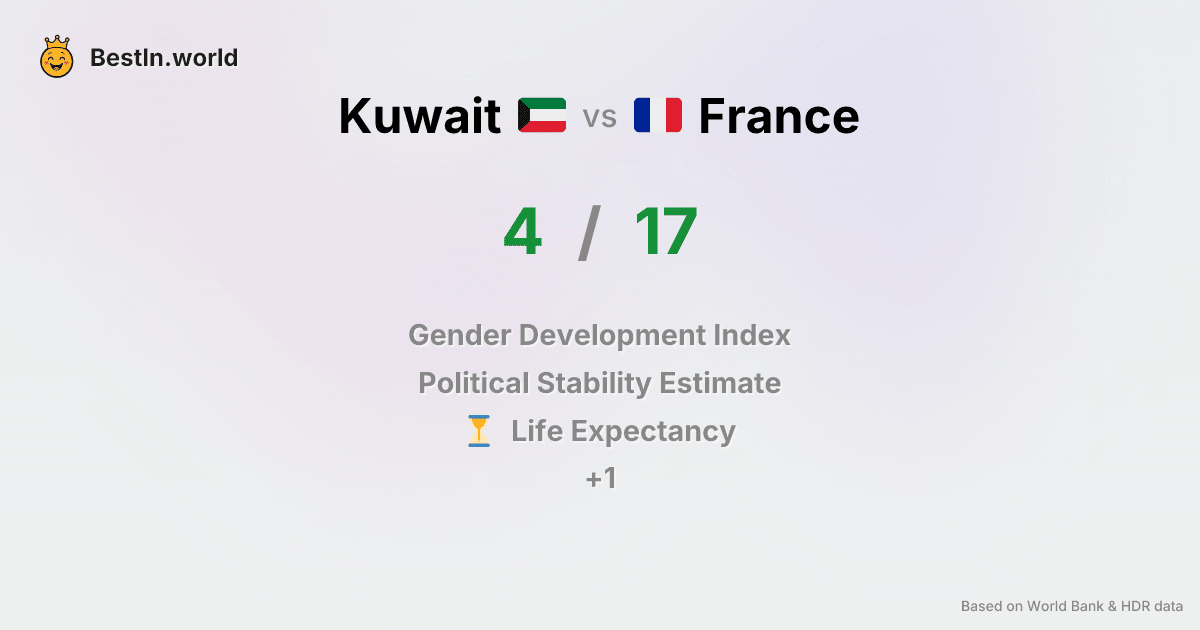 BestIn.world
Kuwait vs France
4 / 17
Gender Development Index
Political Stability Estimate
Life Expectancy
+1
Based on World Bank & HDR data